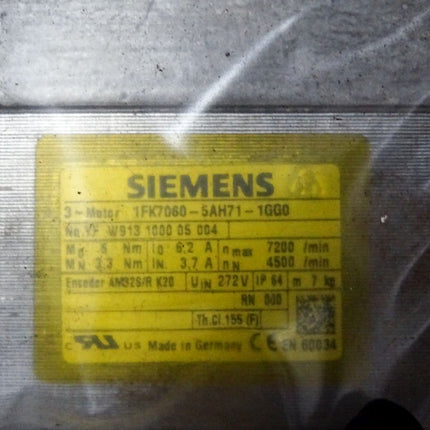 SIEMENS
3~Motor 1FK7060-5AH71-1GG0
No.YF W913 1000 05 004
M0 6 Nm I0 6.2 A nmax 7200 /min
MN 3.3 Nm IN 3.7 A nN 4500 /min
Encoder AM32S/R K20 UIN 272V IP 64 m 7 kg
RN 000
Th.Cl.155 (F)
c US Made in Germany CE EN 60034